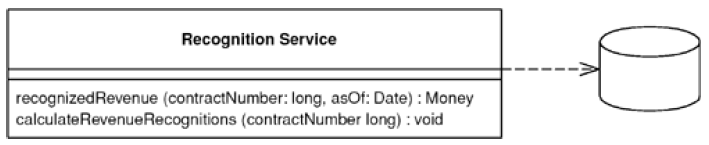 Recognition Service
recognizedRevenue (contractNumber: long, asOf: Date) : Money
calculateRevenueRecognitions (contractNumber long) : void